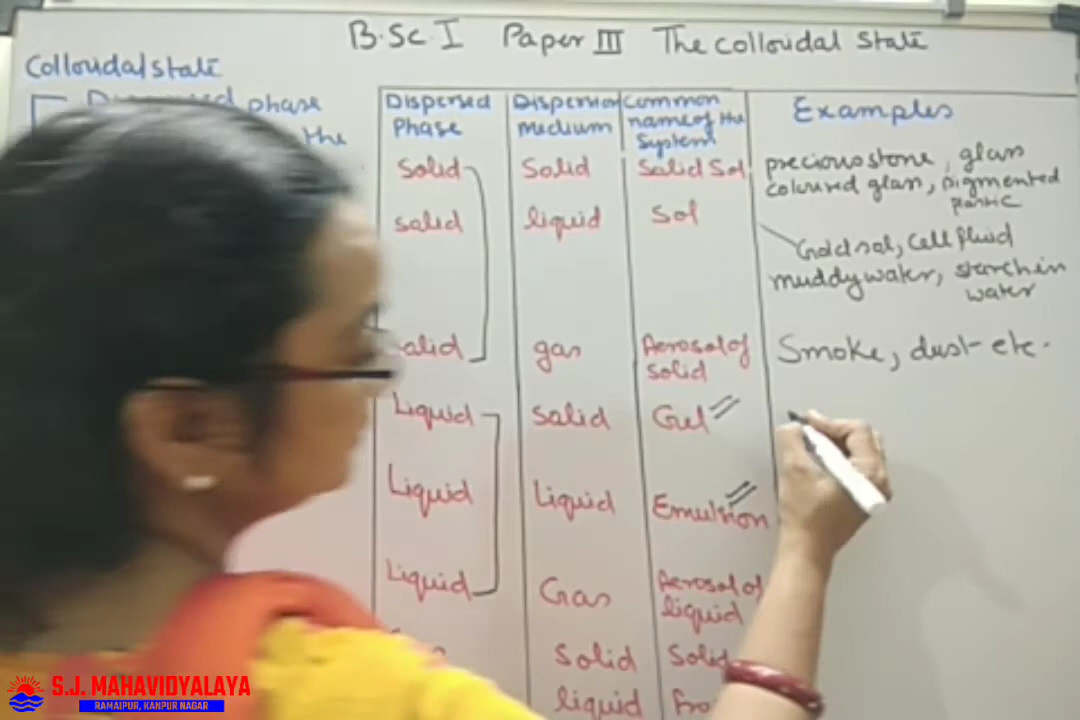 B.Sc.I Paper III The Colloidal State
Colloidal state
phase
the
Dispersed Phase
Dispersion Medium
Common name of the System
Examples
Solid
Solid
Solid Sol
precious stone, glass
coloured glass, pigmented
plastic
Solid
liquid
Sol
Gold sol, Cell fluid
muddy water, starch in
water
gas
Aerosol of
solid
Smoke, dust etc.
Liquid
Solid
Gel
Liquid
Liquid
Emulsion
Liquid
Gas
Aerosol of
liquid
Solid
Solid
liquid
S.J. MAHAVIDYALAYA
RAMAIPUR, KANPUR NAGAR